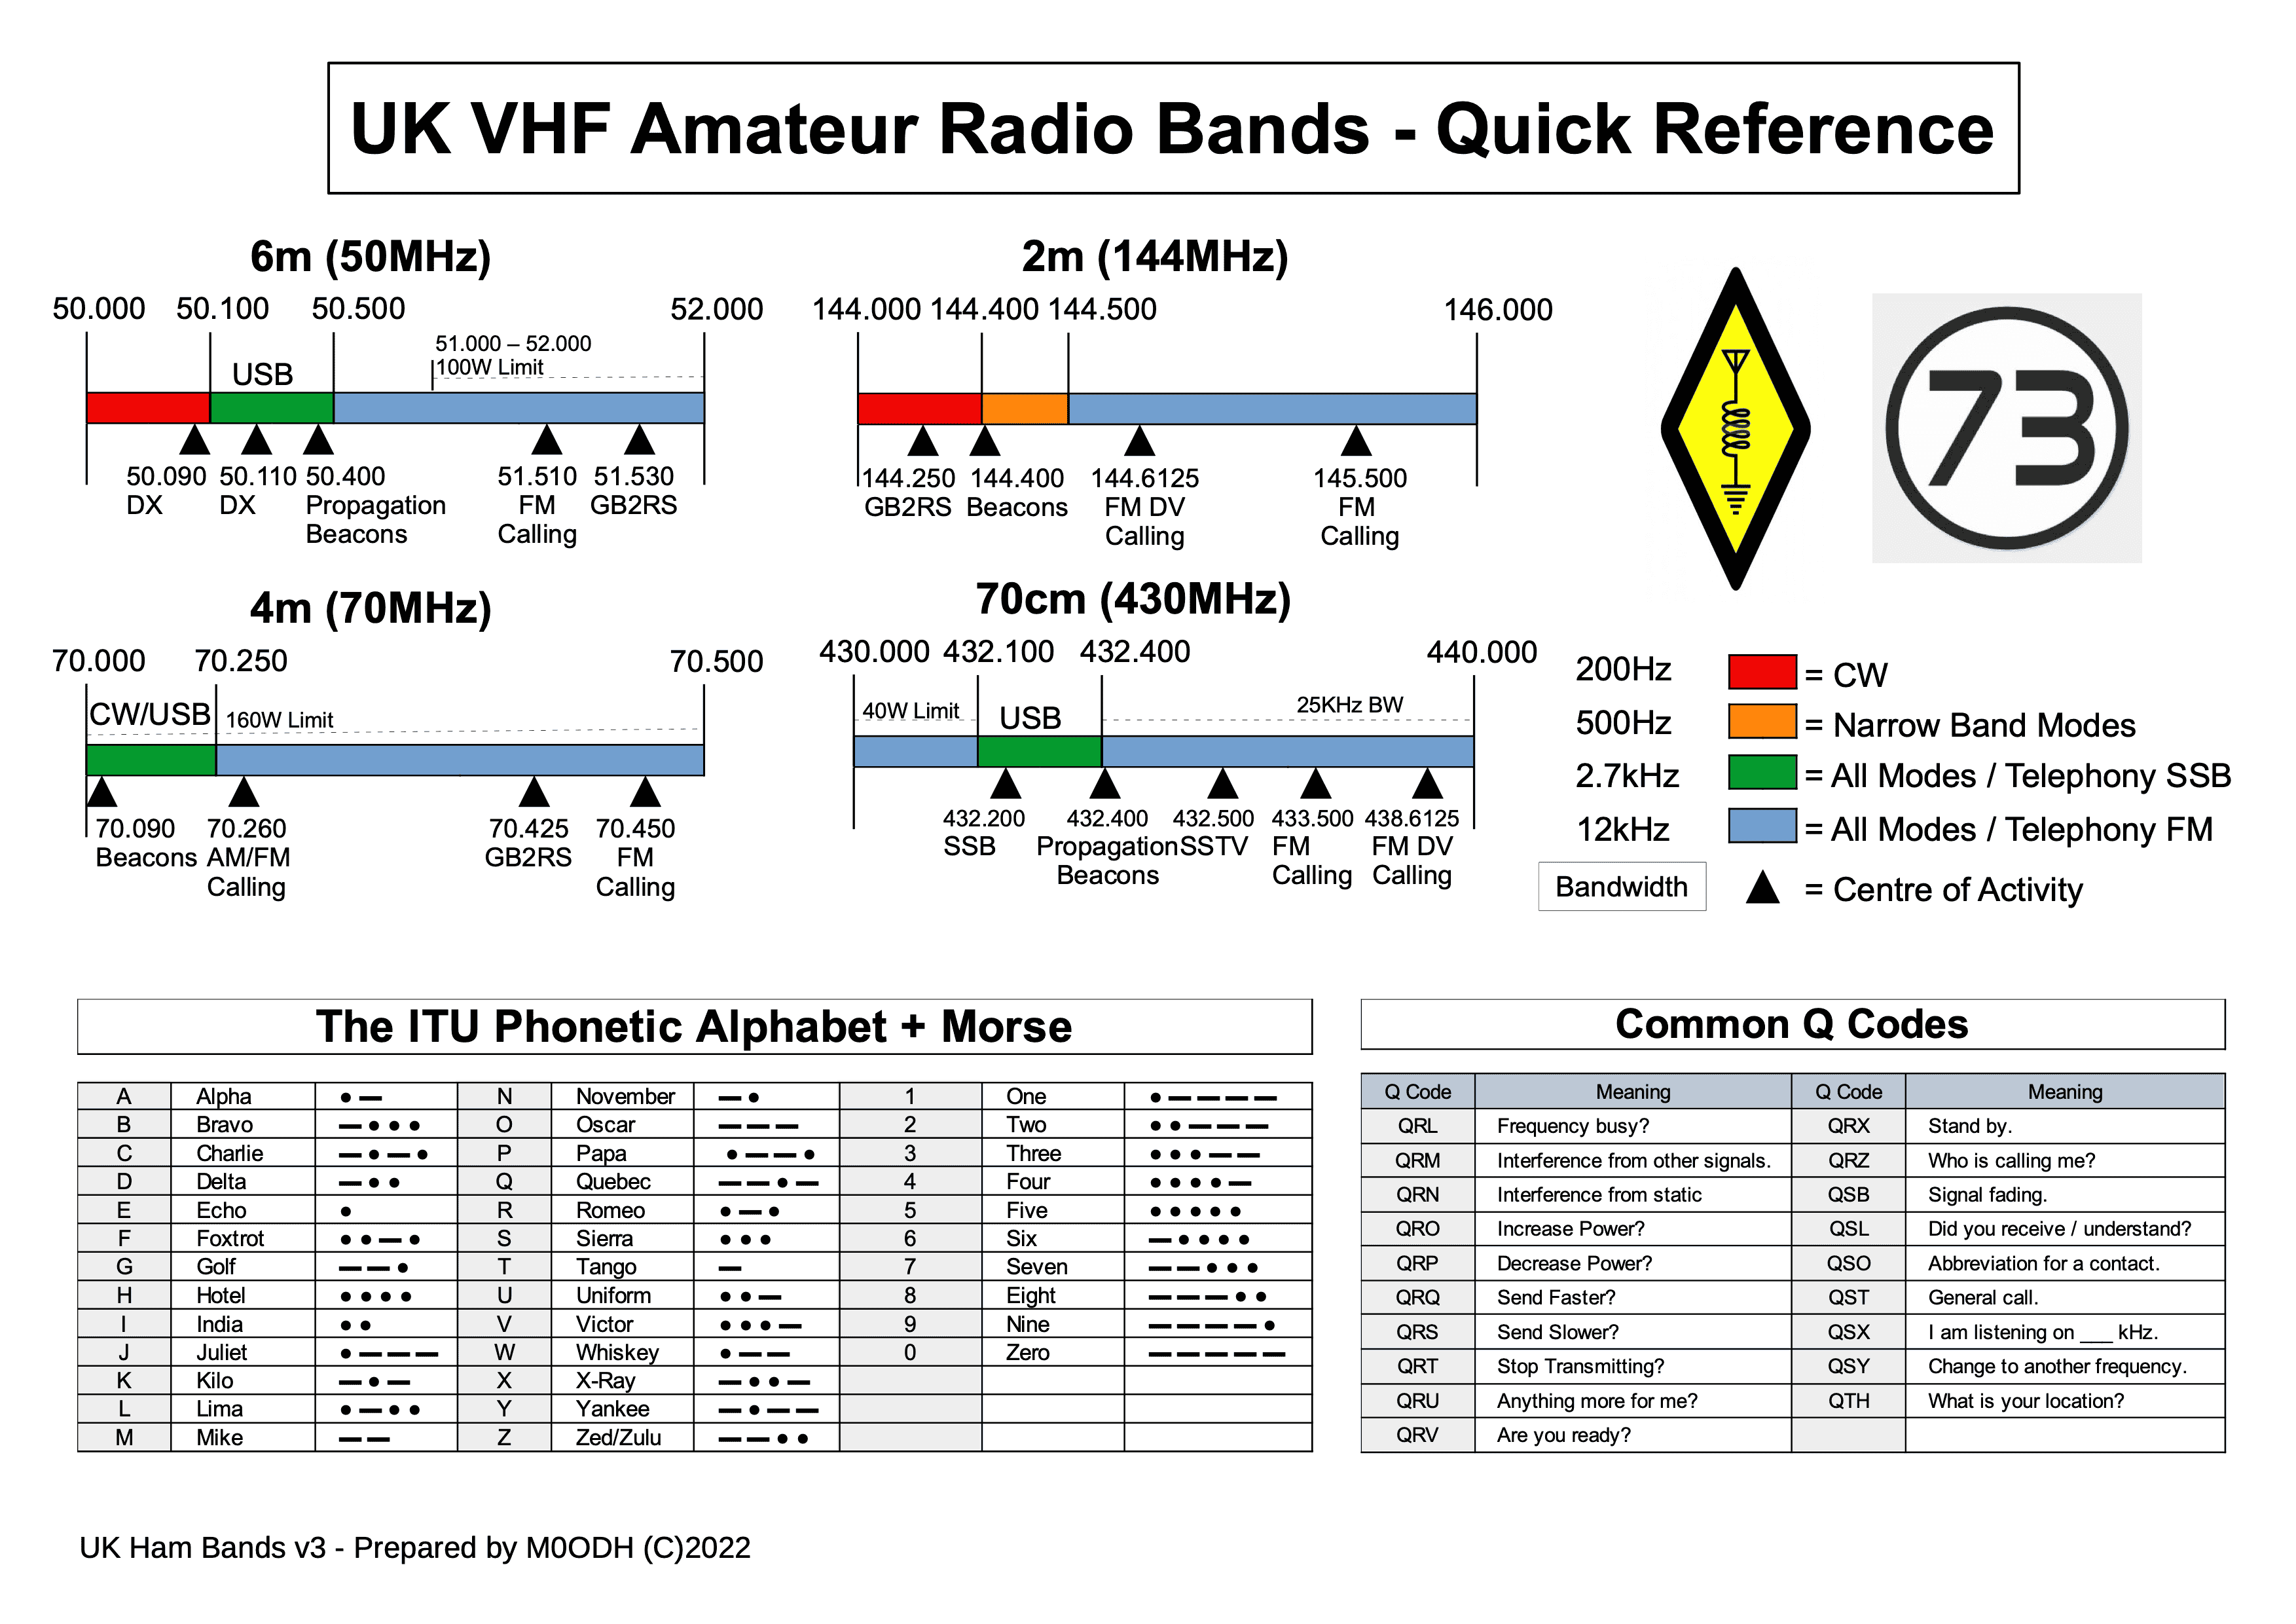 UK VHF Amateur Radio Bands - Quick Reference
6m (50MHz)
50.000 50.100 50.500 52.000
51.000 – 52.000
100W Limit
USB
50.090 50.110 50.400 51.510 51.530
DX DX Propagation FM GB2RS
Beacons Calling
2m (144MHz)
144.000 144.400 144.500 146.000
144.250 144.400 144.6125 145.500
GB2RS Beacons FM DV FM
Calling Calling
73
4m (70MHz)
70.000 70.250 70.500
CW/USB 160W Limit
70.090 70.260 70.425 70.450
Beacons AM/FM GB2RS FM
Calling Calling
70cm (430MHz)
430.000 432.100 432.400 440.000
40W Limit USB 25KHz BW
432.200 432.400 432.500 433.500 438.6125
SSB Propagation SSTV FM FM DV
Beacons Calling Calling
200Hz = CW
500Hz = Narrow Band Modes
2.7kHz = All Modes / Telephony SSB
12kHz = All Modes / Telephony FM
Bandwidth = Centre of Activity
The ITU Phonetic Alphabet + Morse
A Alpha ●— N November —● 1 One ●————
B Bravo —●●● O Oscar ——— 2 Two ●●———
C Charlie —●—● P Papa ●——● 3 Three ●●●——
D Delta —●● Q Quebec ——●— 4 Four ●●●●—
E Echo ● R Romeo ●—● 5 Five ●●●●●
F Foxtrot ●●—● S Sierra ●●● 6 Six —●●●●
G Golf ——● T Tango — 7 Seven ——●●●
H Hotel ●●●● U Uniform ●●— 8 Eight ———●●
I India ●● V Victor ●●●— 9 Nine ————●
J Juliet ●——— W Whiskey ●—— 0 Zero —————
K Kilo —●— X X-Ray —●●—
L Lima ●—●● Y Yankee —●——
M Mike —— Z Zed/Zulu ——●●
Common Q Codes
Q Code Meaning Q Code Meaning
QRL Frequency busy? QRX Stand by.
QRM Interference from other signals. QRZ Who is calling me?
QRN Interference from static QSB Signal fading.
QRO Increase Power? QSL Did you receive / understand?
QRP Decrease Power? QSO Abbreviation for a contact.
QRQ Send Faster? QST General call.
QRS Send Slower? QSX I am listening on ___ kHz.
QRT Stop Transmitting? QSY Change to another frequency.
QRU Anything more for me? QTH What is your location?
QRV Are you ready?
UK Ham Bands v3 - Prepared by M0ODH (C)2022